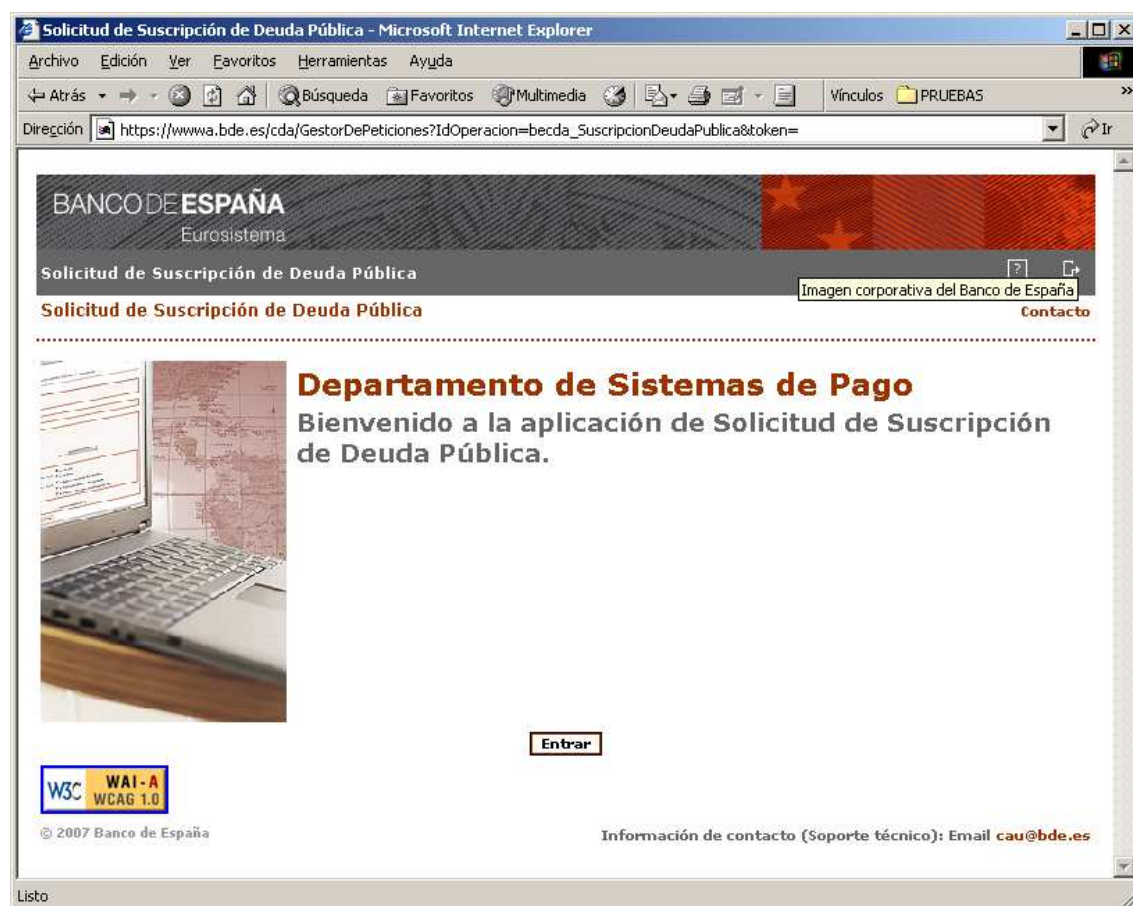 Solicitud de Suscripción de Deuda Pública - Microsoft Internet Explorer
Archivo Edición Ver Favoritos Herramientas Ayuda
Atrás Búsqueda Favoritos Multimedia Vínculos PRUEBAS »
Dirección https://wwwa.bde.es/cda/GestorDePeticiones?IdOperacion=becda_SuscripcionDeudaPublica&token= Ir
BANCO DE ESPAÑA
Eurosistema
Solicitud de Suscripción de Deuda Pública ?
Imagen corporativa del Banco de España
Solicitud de Suscripción de Deuda Pública Contacto
Departamento de Sistemas de Pago
Bienvenido a la aplicación de Solicitud de Suscripción
de Deuda Pública.
Entrar
W3C WAI-A
WCAG 1.0
© 2007 Banco de España Información de contacto (Soporte técnico): Email cau@bde.es
Listo